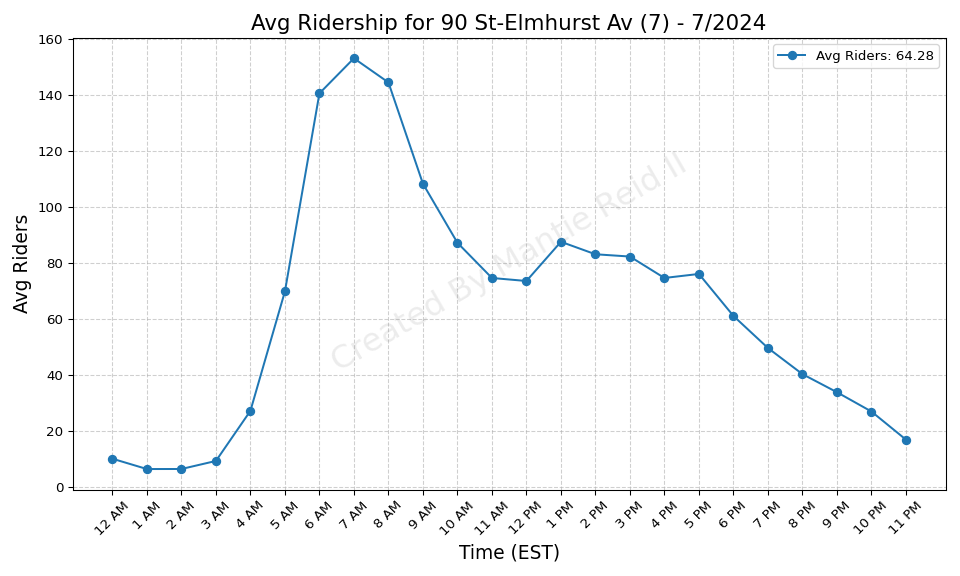 Avg Ridership for 90 St-Elmhurst Av (7) - 7/2024
Avg Riders: 64.28
160
140
120
100
80
60
40
20
0
Avg Riders
Created By Mantie Reid II
12 AM
1 AM
2 AM
3 AM
4 AM
5 AM
6 AM
7 AM
8 AM
9 AM
10 AM
11 AM
12 PM
1 PM
2 PM
3 PM
4 PM
5 PM
6 PM
7 PM
8 PM
9 PM
10 PM
11 PM
Time (EST)